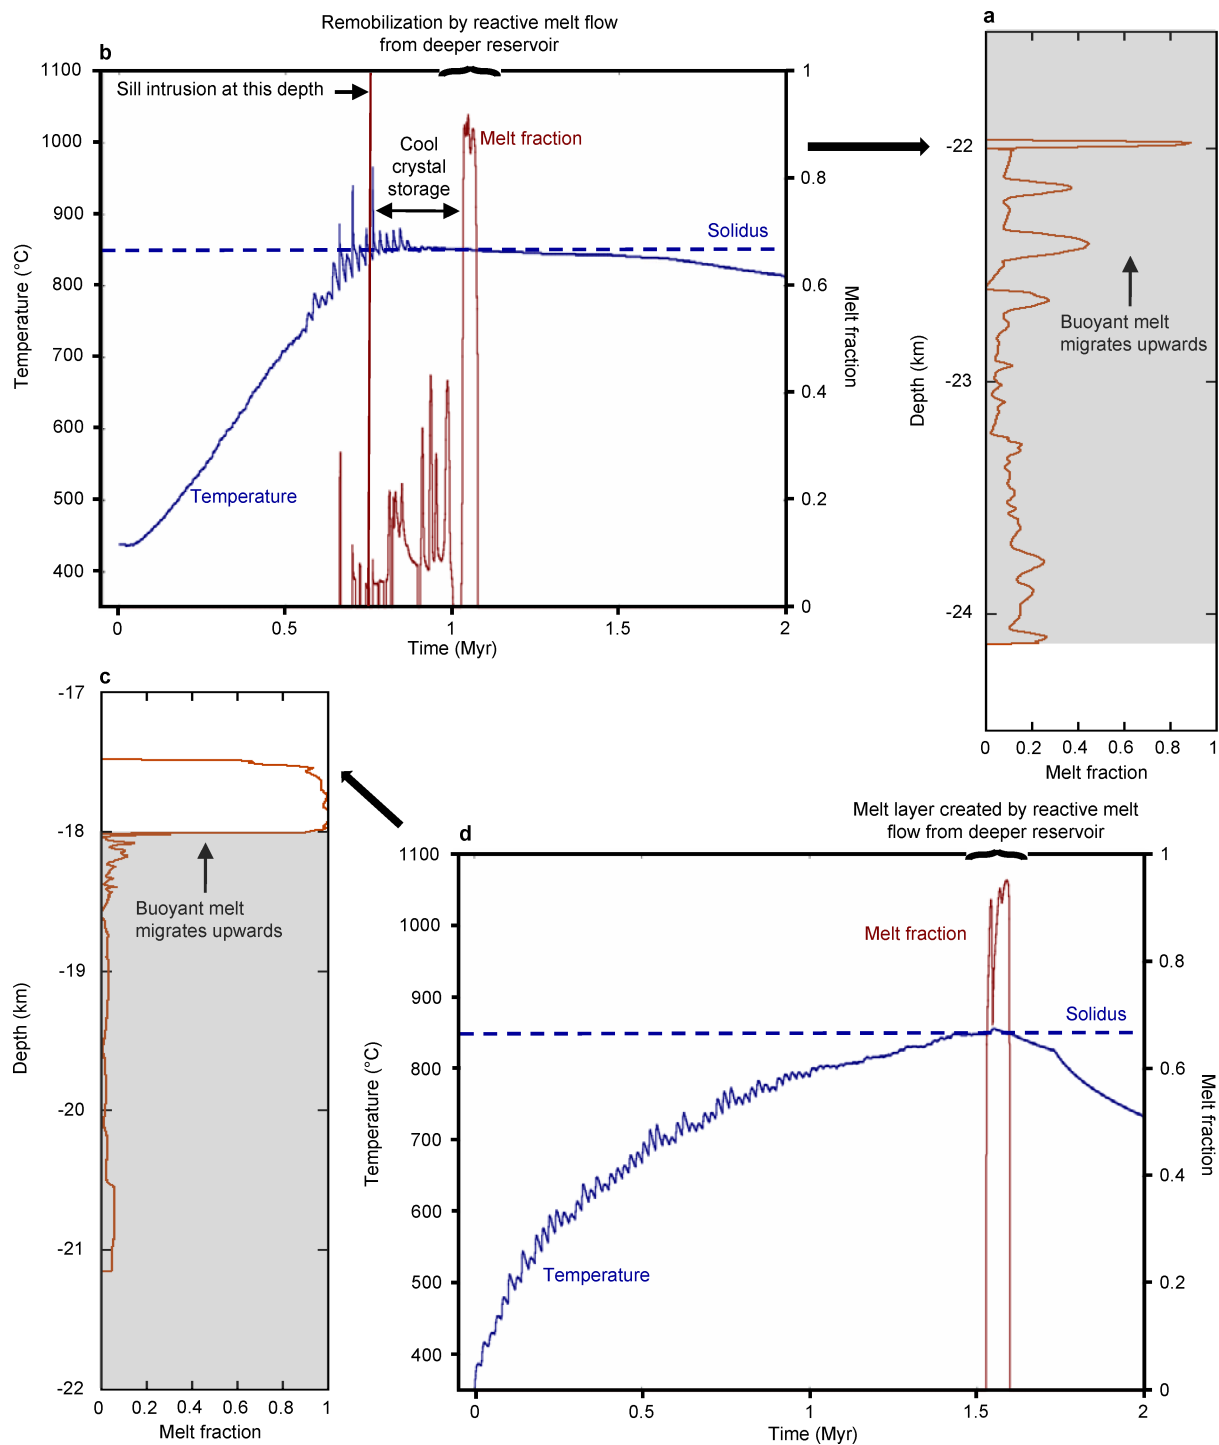 Remobilization by reactive melt flow
from deeper reservoir
b
1100
1000
900
800
700
600
500
400
Temperature (°C)
Sill intrusion at this depth
Cool
crystal
storage
Melt fraction
Solidus
Temperature
1
0.8
0.6
0.4
0.2
0
Melt fraction
0
0.5
1
1.5
2
Time (Myr)
a
-22
-23
-24
Depth (km)
Buoyant melt
migrates upwards
0
0.2
0.4
0.6
0.8
1
Melt fraction
c
-17
-18
-19
-20
-21
-22
Depth (km)
Buoyant melt
migrates upwards
0
0.2
0.4
0.6
0.8
1
Melt fraction
Melt layer created by reactive melt
flow from deeper reservoir
d
1100
1000
900
800
700
600
500
400
Temperature (°C)
Melt fraction
Solidus
Temperature
1
0.8
0.6
0.4
0.2
0
Melt fraction
0
0.5
1
1.5
2
Time (Myr)